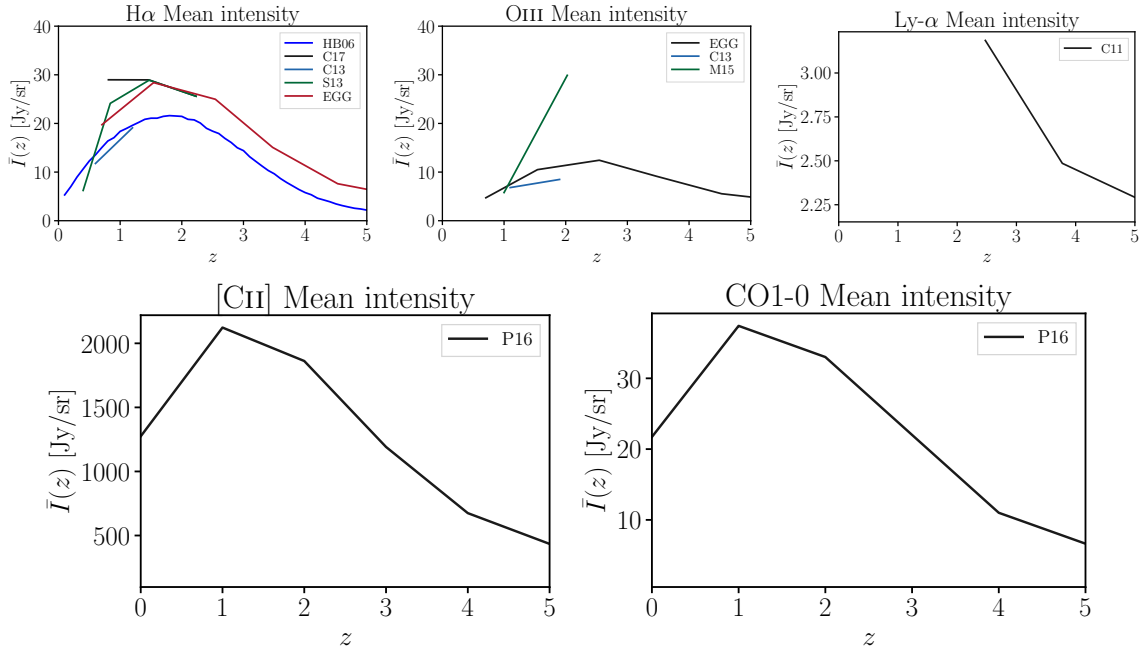 Hα Mean intensity
40
30
20
10
0
Ī(z) [Jy/sr]
HB06
C17
C13
S13
EGG
0 1 2 3 4 5
z
OIII Mean intensity
40
30
20
10
0
Ī(z) [Jy/sr]
EGG
C13
M15
0 1 2 3 4 5
z
Ly-α Mean intensity
3.00
2.75
2.50
2.25
Ī(z) [Jy/sr]
C11
0 1 2 3 4 5
z
[CII] Mean intensity
2000
1500
1000
500
Ī(z) [Jy/sr]
P16
0 1 2 3 4 5
z
CO1-0 Mean intensity
30
20
10
Ī(z) [Jy/sr]
P16
0 1 2 3 4 5
z